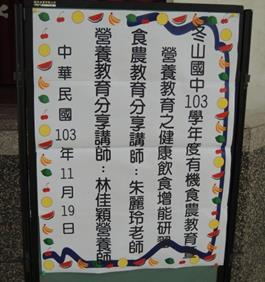 冬山國中103學年度有機食農教育暨
營養教育之健康飲食增能研習
食農教育分享講師：朱麗玲老師
營養教育分享講師：林佳穎營養師
中華民國103年11月19日